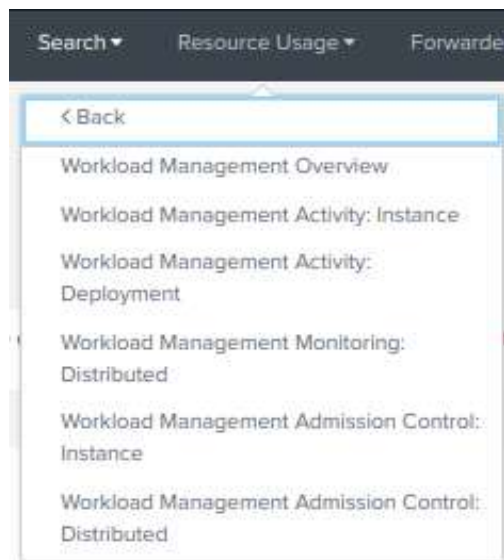 Search ▾ Resource Usage ▾ Forwarde
< Back
Workload Management Overview
Workload Management Activity: Instance
Workload Management Activity:
Deployment
Workload Management Monitoring:
Distributed
Workload Management Admission Control:
Instance
Workload Management Admission Control:
Distributed